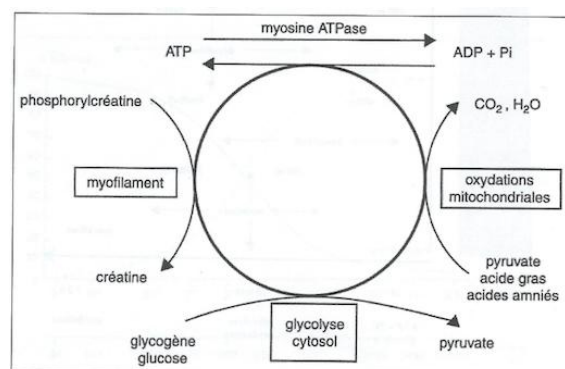 myosine ATPase
ATP
ADP + Pi
phosphorylcréatine
CO₂ , H₂O
myofilament
oxydations
mitochondriales
créatine
pyruvate
acide gras
acides amniés
glycogène
glucose
glycolyse
cytosol
pyruvate